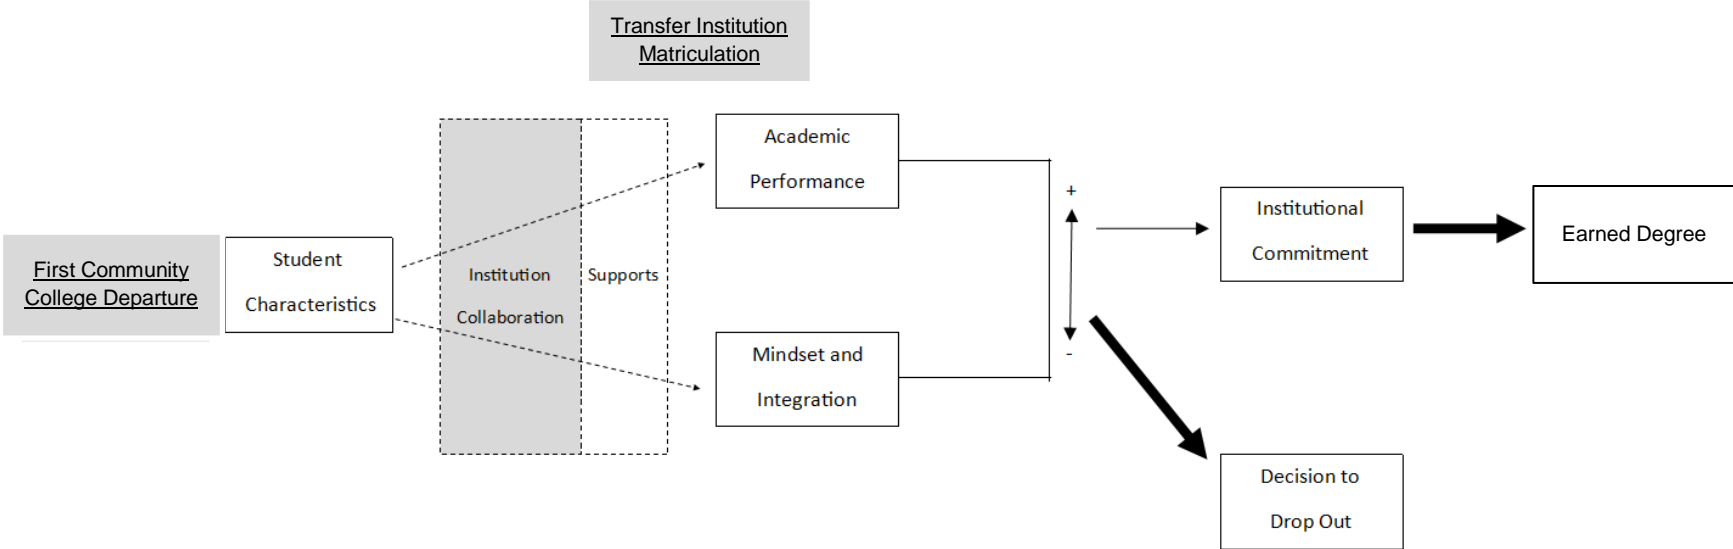 Transfer Institution
Matriculation
First Community
College Departure
Student
Characteristics
Institution
Collaboration
Supports
Academic
Performance
Mindset and
Integration
+
-
Institutional
Commitment
Earned Degree
Decision to
Drop Out